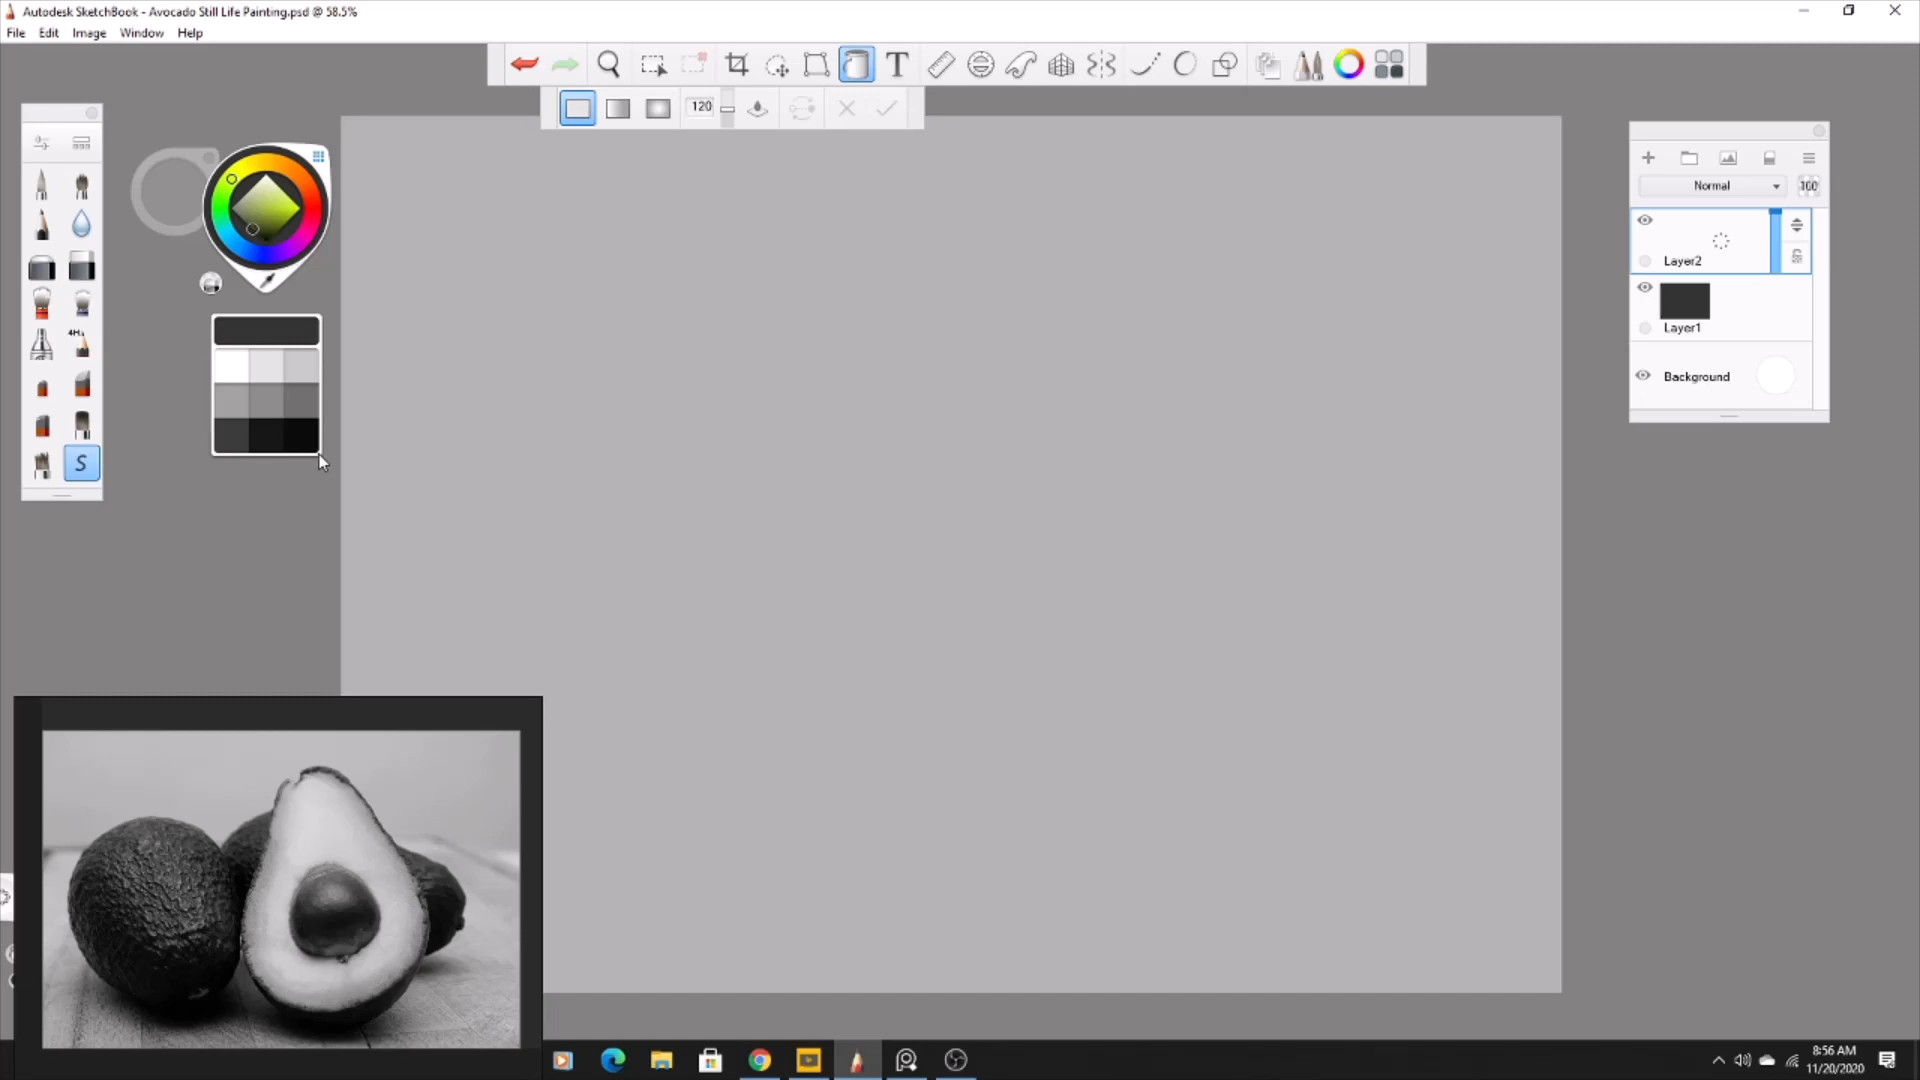 Autodesk SketchBook - Avocado Still Life Painting.psd @ 58.5%
File Edit Image Window Help
T
120
Normal 100
Layer2
Layer1
Background
4H
S
8:56 AM
11/20/2020